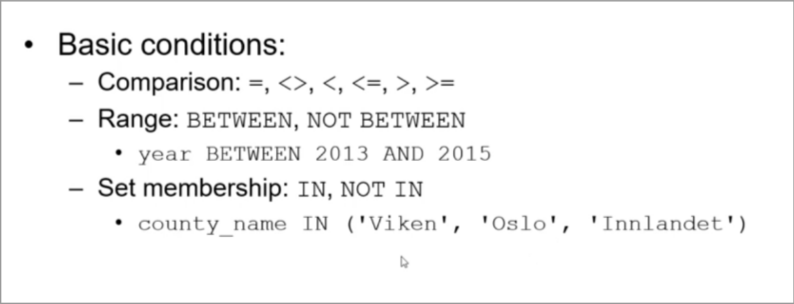 • Basic conditions:
– Comparison: =, <>, <, <=, >, >=
– Range: BETWEEN, NOT BETWEEN
• year BETWEEN 2013 AND 2015
– Set membership: IN, NOT IN
• county_name IN ('Viken', 'Oslo', 'Innlandet')